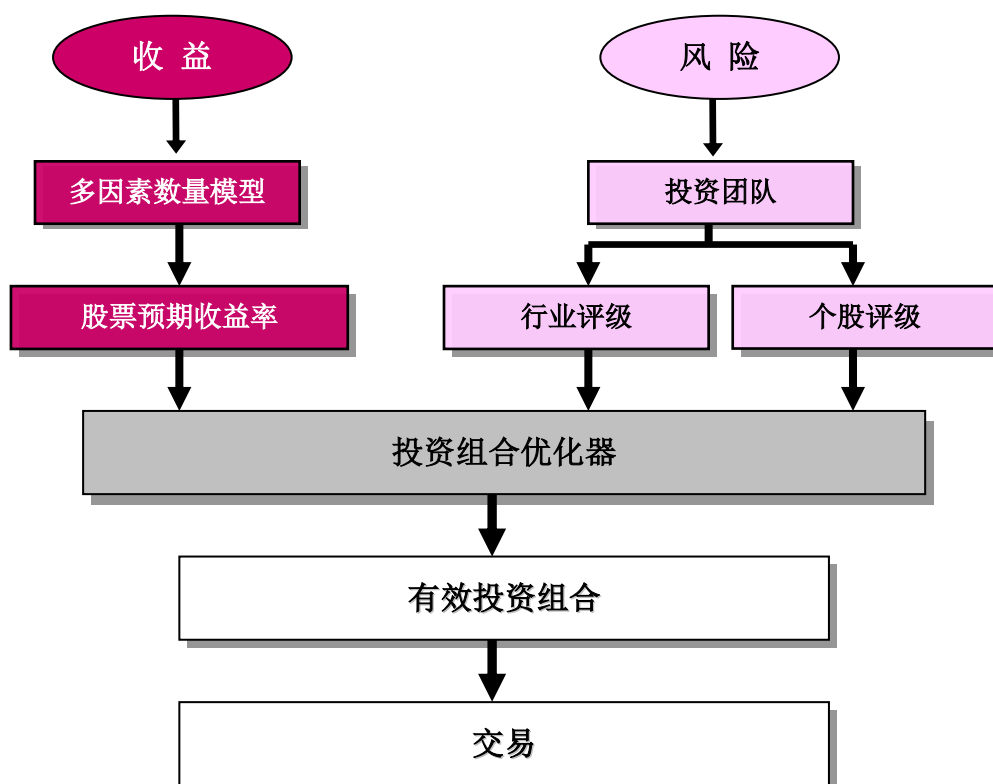 收 益
风 险
多因素数量模型
投资团队
股票预期收益率
行业评级
个股评级
投资组合优化器
有效投资组合
交易